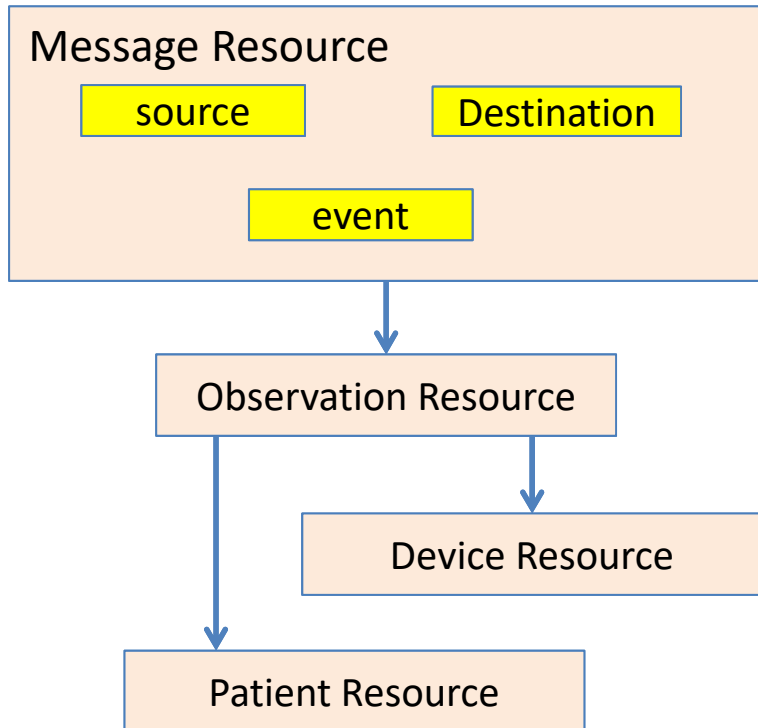 Message Resource
source
Destination
event
Observation Resource
Device Resource
Patient Resource